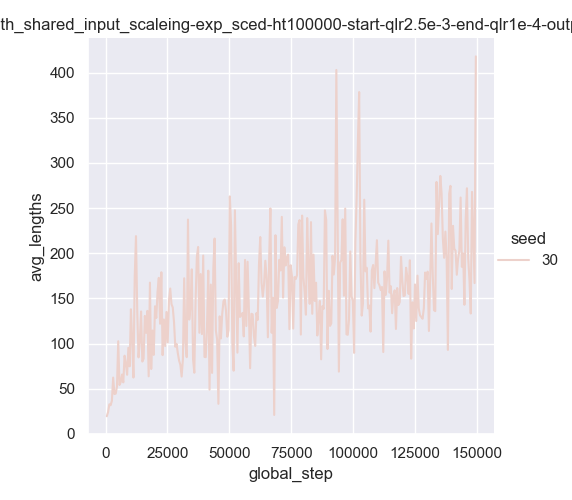 th_shared_input_scaleing-exp_sced-ht100000-start-qlr2.5e-3-end-qlr1e-4-outp
400
350
300
250
200
150
100
50
0
avg_lengths
0 25000 50000 75000 100000 125000 150000
global_step
seed
30